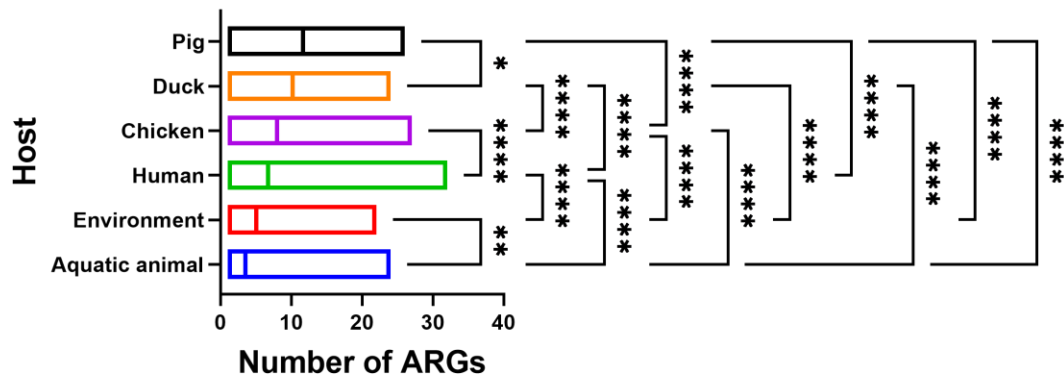 Host
Pig
Duck
Chicken
Human
Environment
Aquatic animal
*
****
**
****
****
****
****
****
****
****
****
****
****
****
****
0 10 20 30 40
Number of ARGs